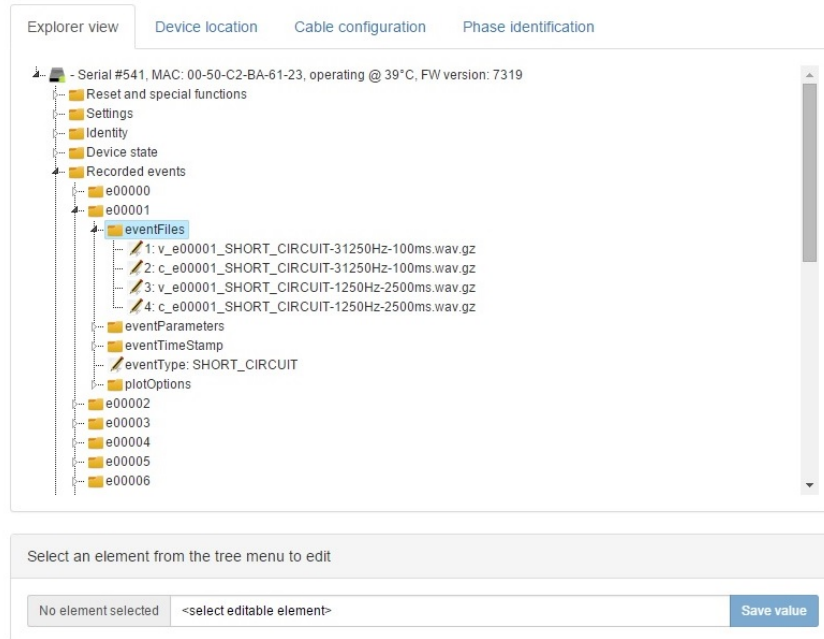 Explorer view Device location Cable configuration Phase identification
- Serial #541, MAC: 00-50-C2-BA-61-23, operating @ 39°C, FW version: 7319
Reset and special functions
Settings
Identity
Device state
Recorded events
e00000
e00001
eventFiles
1: v_e00001_SHORT_CIRCUIT-31250Hz-100ms.wav.gz
2: c_e00001_SHORT_CIRCUIT-31250Hz-100ms.wav.gz
3: v_e00001_SHORT_CIRCUIT-1250Hz-2500ms.wav.gz
4: c_e00001_SHORT_CIRCUIT-1250Hz-2500ms.wav.gz
eventParameters
eventTimeStamp
eventType: SHORT_CIRCUIT
plotOptions
e00002
e00003
e00004
e00005
e00006
Select an element from the tree menu to edit
No element selected <select editable element> Save value